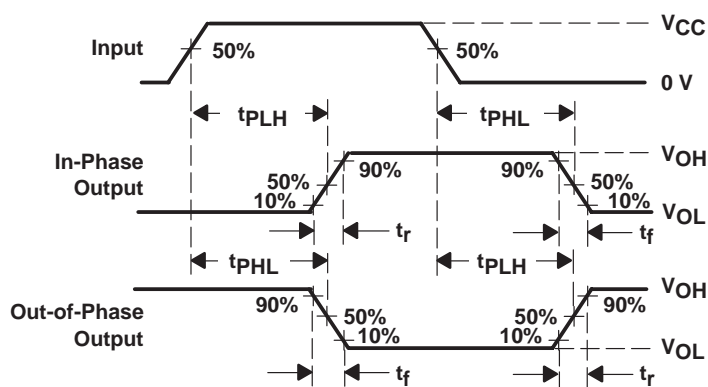 VCC
Input
50%
50%
0 V
tPLH
tPHL
In-Phase
Output
VOH
90%
90%
50%
50%
10%
10%
VOL
tr
tf
tPHL
tPLH
Out-of-Phase
Output
VOH
90%
90%
50%
50%
10%
10%
VOL
tf
tr